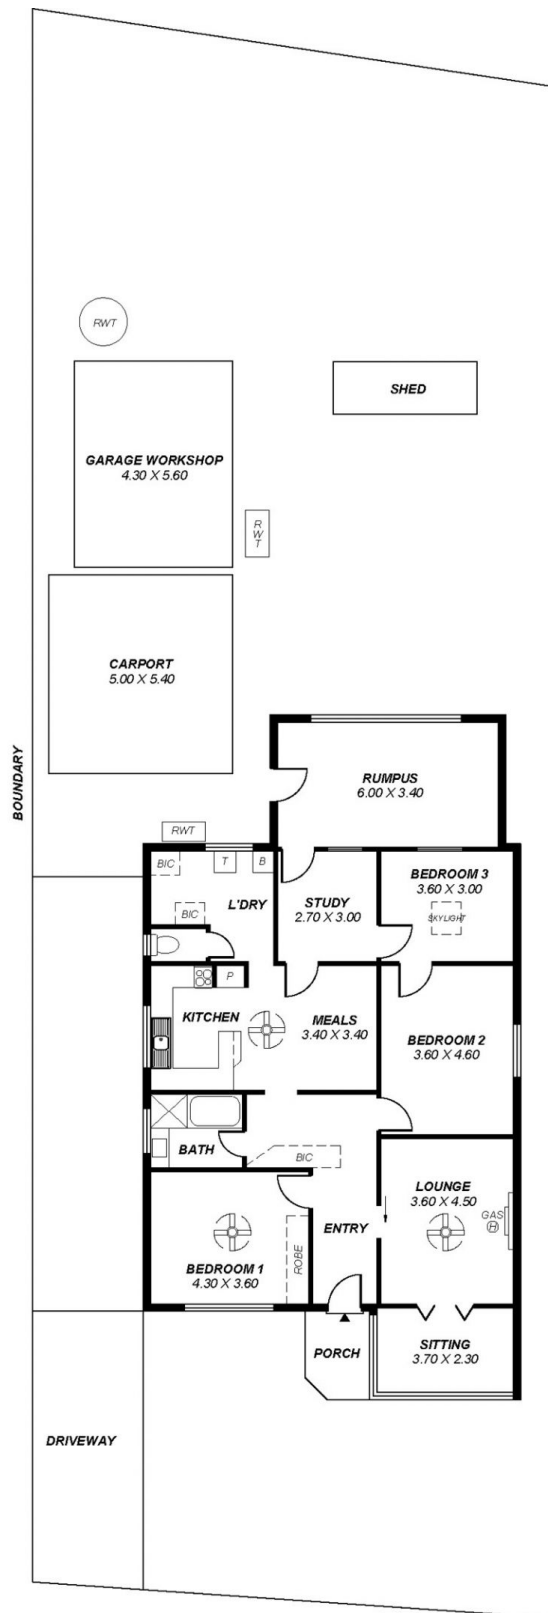 RWT
SHED
GARAGE WORKSHOP
4.30 X 5.60
RWT
CARPORT
5.00 X 5.40
BOUNDARY
RUMPUS
6.00 X 3.40
RWT
BIC
T
B
L'DRY
BIC
STUDY
2.70 X 3.00
BEDROOM 3
3.60 X 3.00
SKYLIGHT
P
KITCHEN
MEALS
3.40 X 3.40
BEDROOM 2
3.60 X 4.60
BATH
BIC
LOUNGE
3.60 X 4.50
GAS
H
ENTRY
ROBE
BEDROOM 1
4.30 X 3.60
PORCH
SITTING
3.70 X 2.30
DRIVEWAY